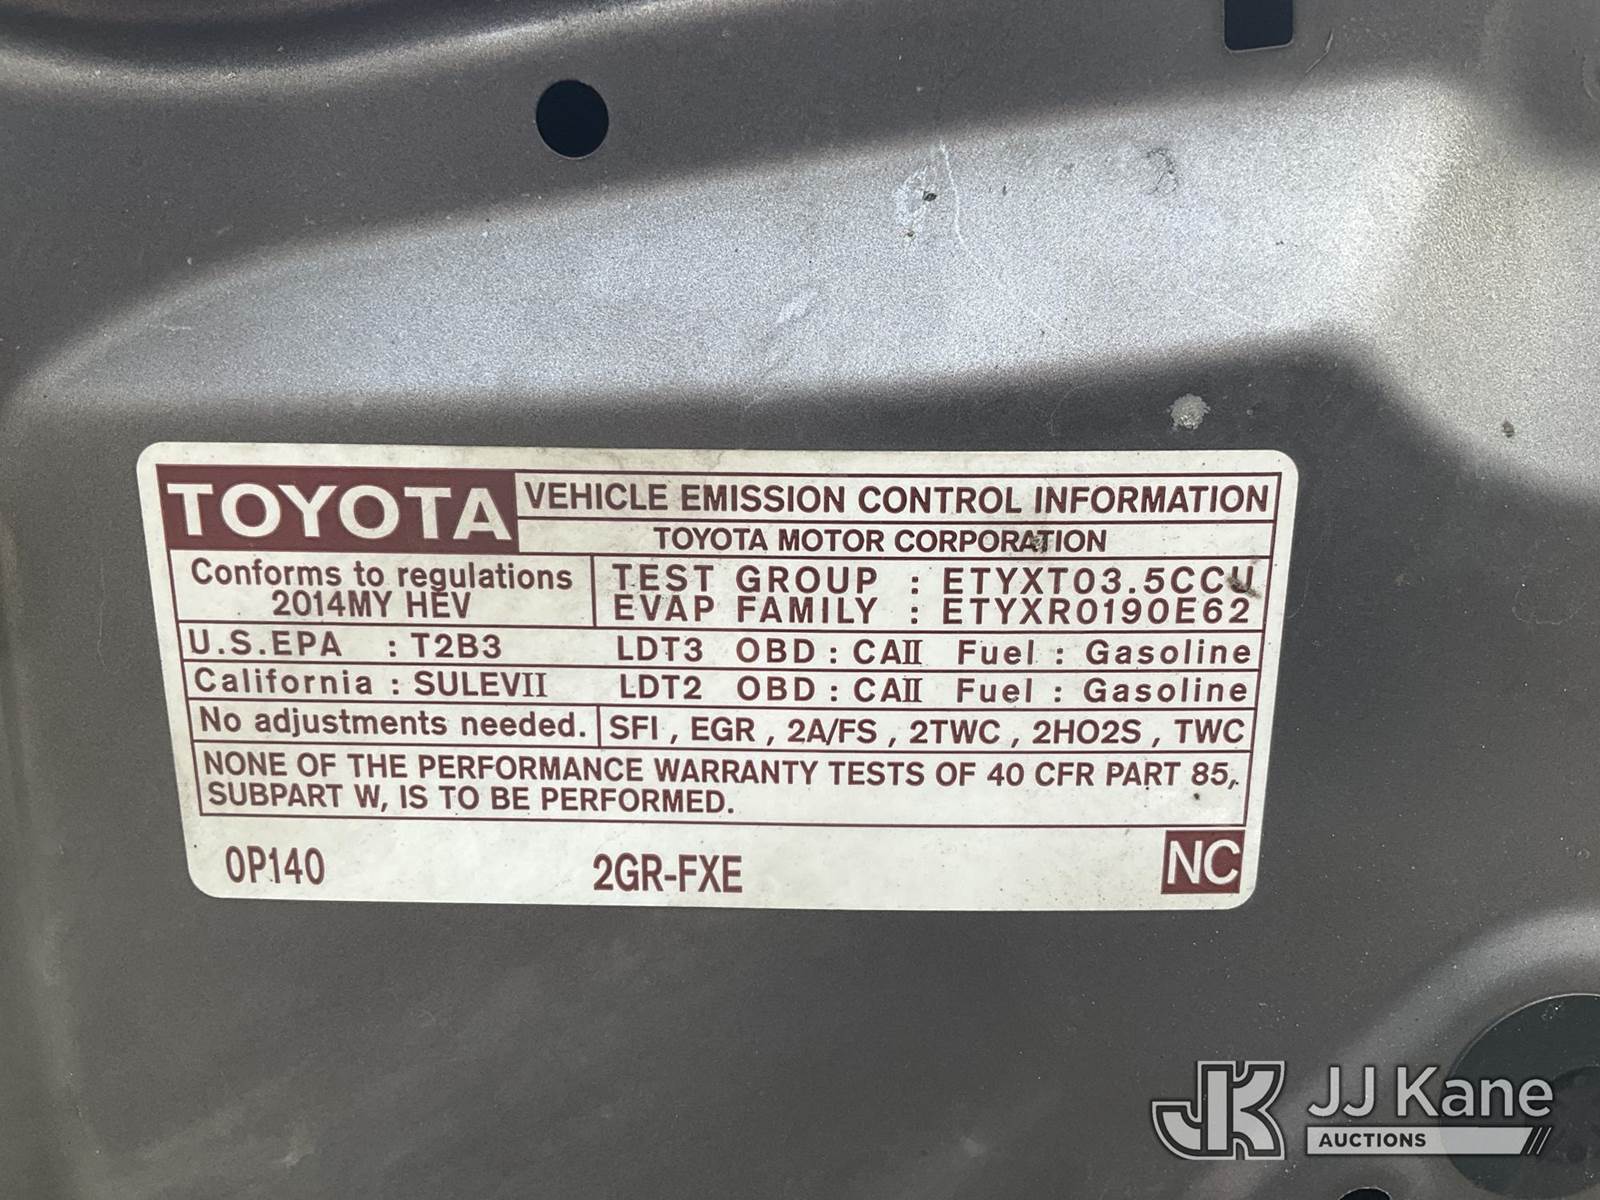 TOYOTA VEHICLE EMISSION CONTROL INFORMATION
TOYOTA MOTOR CORPORATION
Conforms to regulations
2014MY HEV
TEST GROUP : ETYXT03.5CCU
EVAP FAMILY : ETYXR0190E62
U.S.EPA : T2B3 LDT3 OBD : CAII Fuel : Gasoline
California : SULEVII LDT2 OBD : CAII Fuel : Gasoline
No adjustments needed. SFI , EGR , 2A/FS , 2TWC , 2HO2S , TWC
NONE OF THE PERFORMANCE WARRANTY TESTS OF 40 CFR PART 85,
SUBPART W, IS TO BE PERFORMED.
0P140 2GR-FXE NC
JK JJ Kane
AUCTIONS